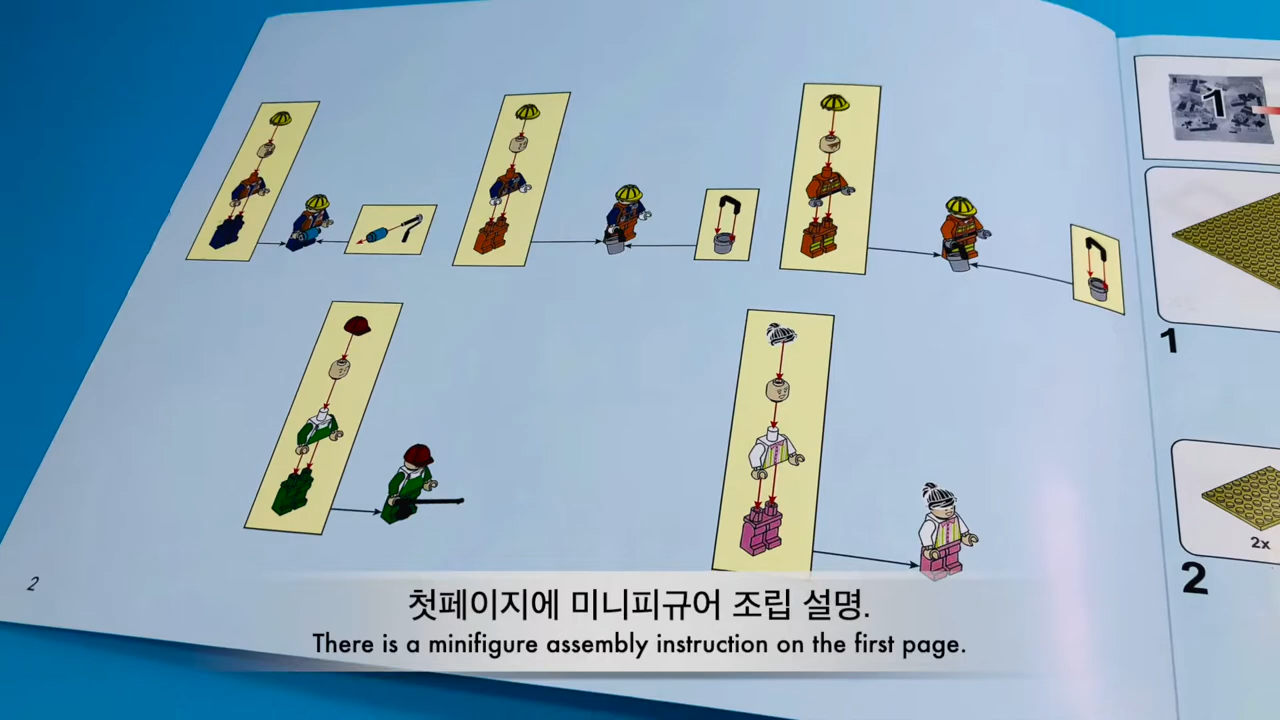 1
1
2x
2
2
첫페이지에 미니피규어 조립 설명.
There is a minifigure assembly instruction on the first page.